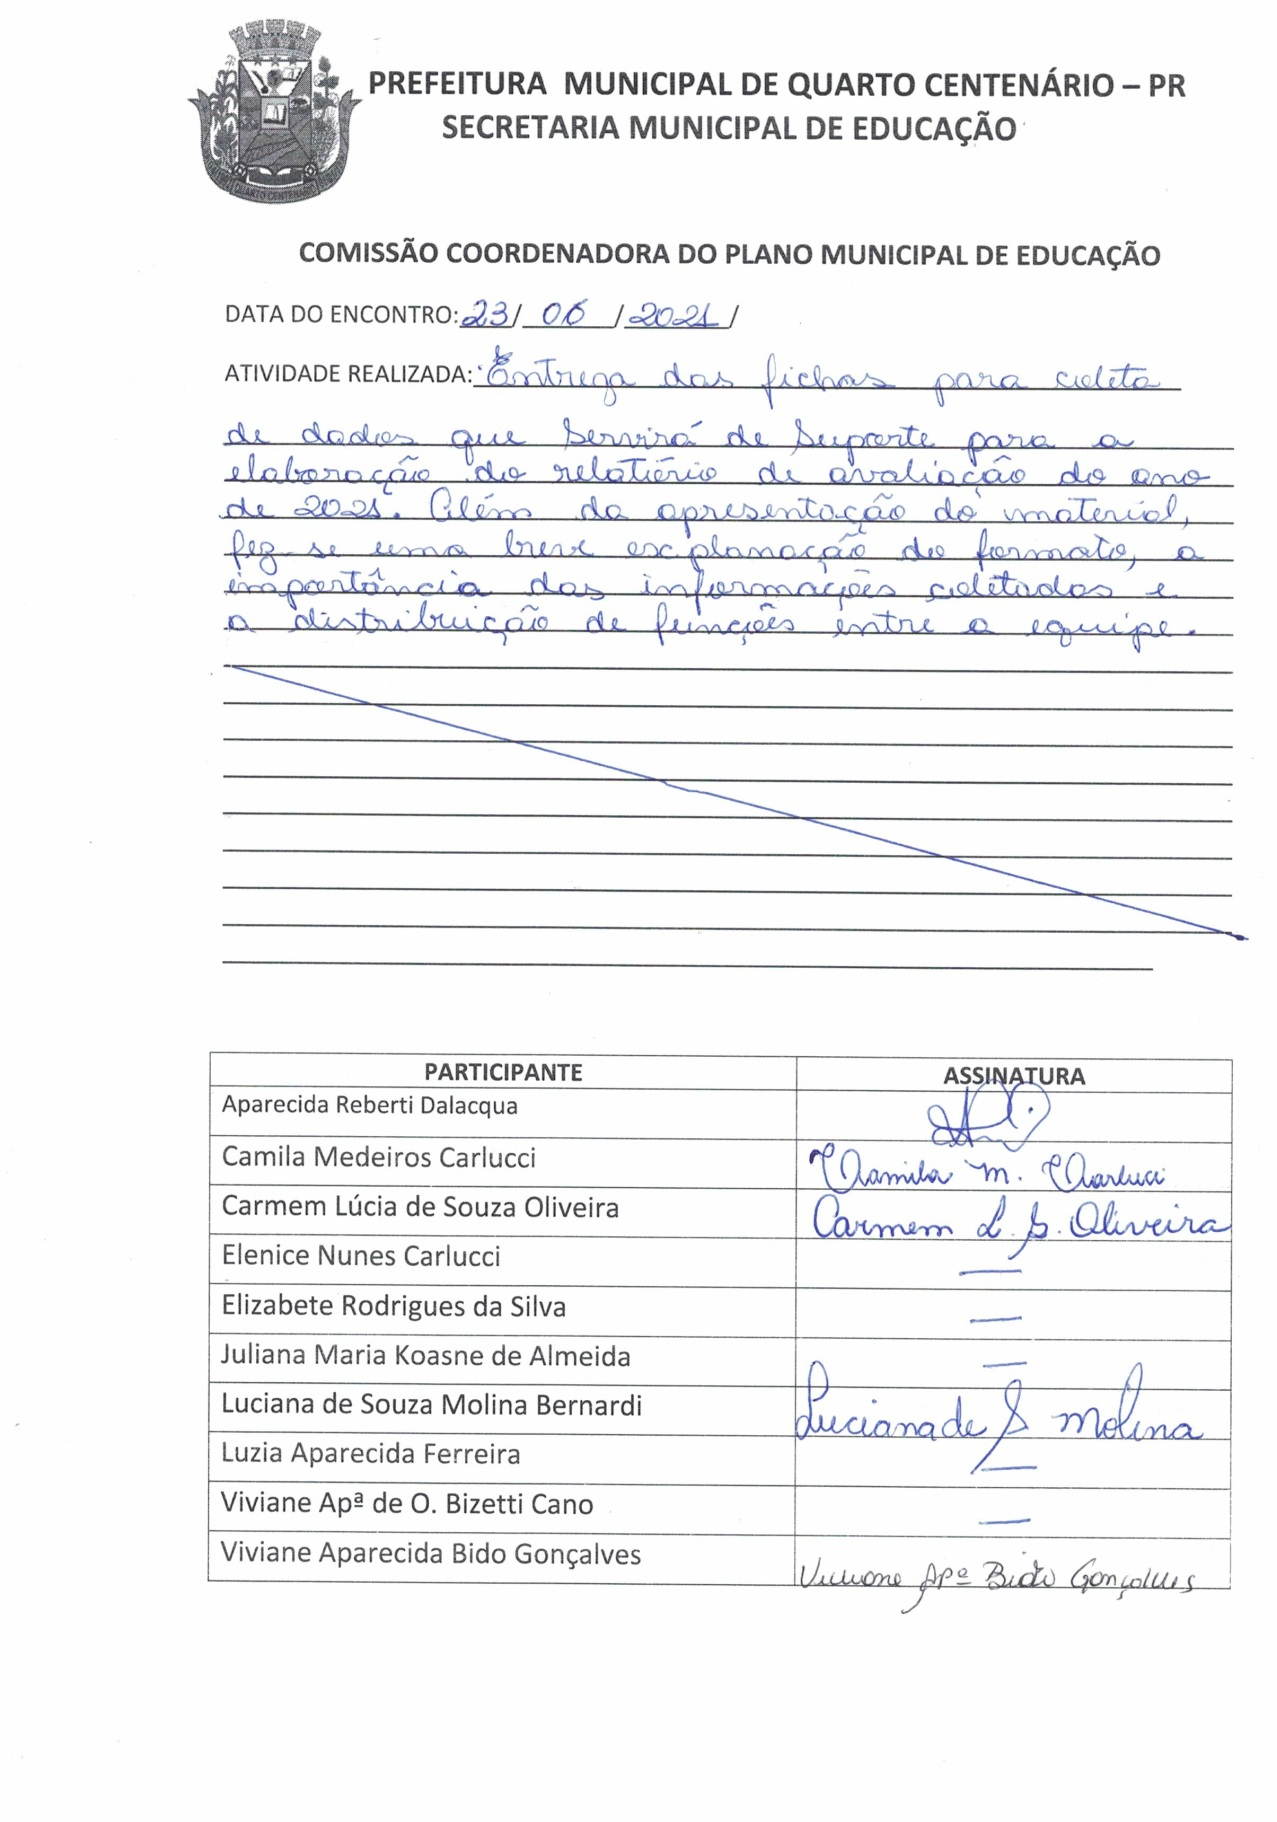 QUARTO CENTENÁRIO
PREFEITURA MUNICIPAL DE QUARTO CENTENÁRIO – PR
SECRETARIA MUNICIPAL DE EDUCAÇÃO
COMISSÃO COORDENADORA DO PLANO MUNICIPAL DE EDUCAÇÃO
DATA DO ENCONTRO: 23/ 06 /2021/
ATIVIDADE REALIZADA: Entrega das fichas para coleta
de dados que servirá de suporte para a
elaboração do relatório de avaliação do ano
de 2021. Além da apresentação do material,
fez-se uma breve explanação do formato, a
importância das informações coletadas e
a distribuição de funções entre a equipe.
PARTICIPANTE ASSINATURA
Aparecida Reberti Dalacqua
Camila Medeiros Carlucci Camila M. Carlucci
Carmem Lúcia de Souza Oliveira Carmem L. S. Oliveira
Elenice Nunes Carlucci —
Elizabete Rodrigues da Silva —
Juliana Maria Koasne de Almeida —
Luciana de Souza Molina Bernardi Luciana de S Molina
Luzia Aparecida Ferreira —
Viviane Apª de O. Bizetti Cano —
Viviane Aparecida Bido Gonçalves Viviane Apª Bido Gonçalves